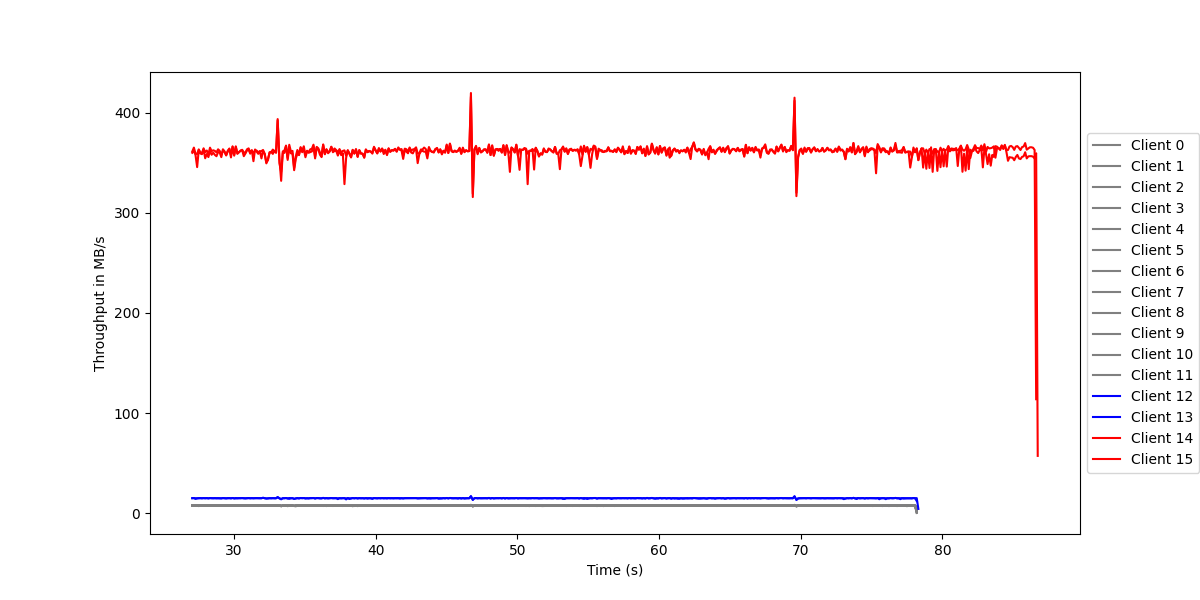 400
300
200
100
0
Throughput in MB/s
30 40 50 60 70 80
Time (s)
Client 0
Client 1
Client 2
Client 3
Client 4
Client 5
Client 6
Client 7
Client 8
Client 9
Client 10
Client 11
Client 12
Client 13
Client 14
Client 15